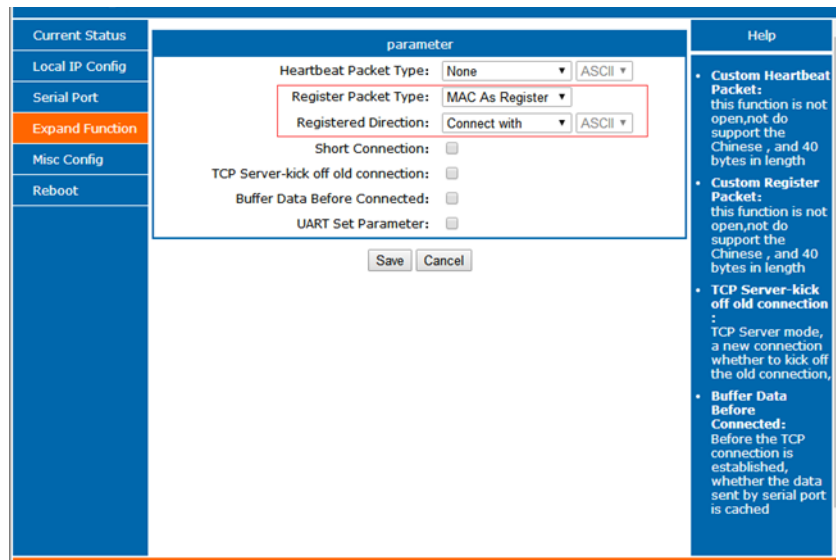 Current Status
Local IP Config
Serial Port
Expand Function
Misc Config
Reboot
parameter
Heartbeat Packet Type: None ASCII
Register Packet Type: MAC As Register
Registered Direction: Connect with ASCII
Short Connection:
TCP Server-kick off old connection:
Buffer Data Before Connected:
UART Set Parameter:
Save Cancel
Help
• Custom Heartbeat
Packet:
this function is not
open,not do
support the
Chinese , and 40
bytes in length
• Custom Register
Packet:
this function is not
open,not do
support the
Chinese , and 40
bytes in length
• TCP Server-kick
off old connection
:
TCP Server mode,
a new connection
whether to kick off
the old connection,
• Buffer Data
Before
Connected:
Before the TCP
connection is
established,
whether the data
sent by serial port
is cached